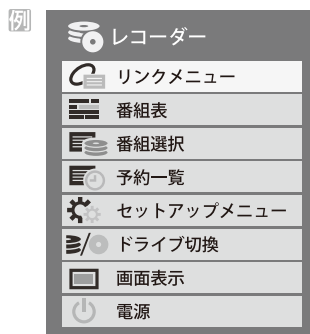 例
レコーダー
リンクメニュー
番組表
番組選択
予約一覧
セットアップメニュー
ドライブ切換
画面表示
電源